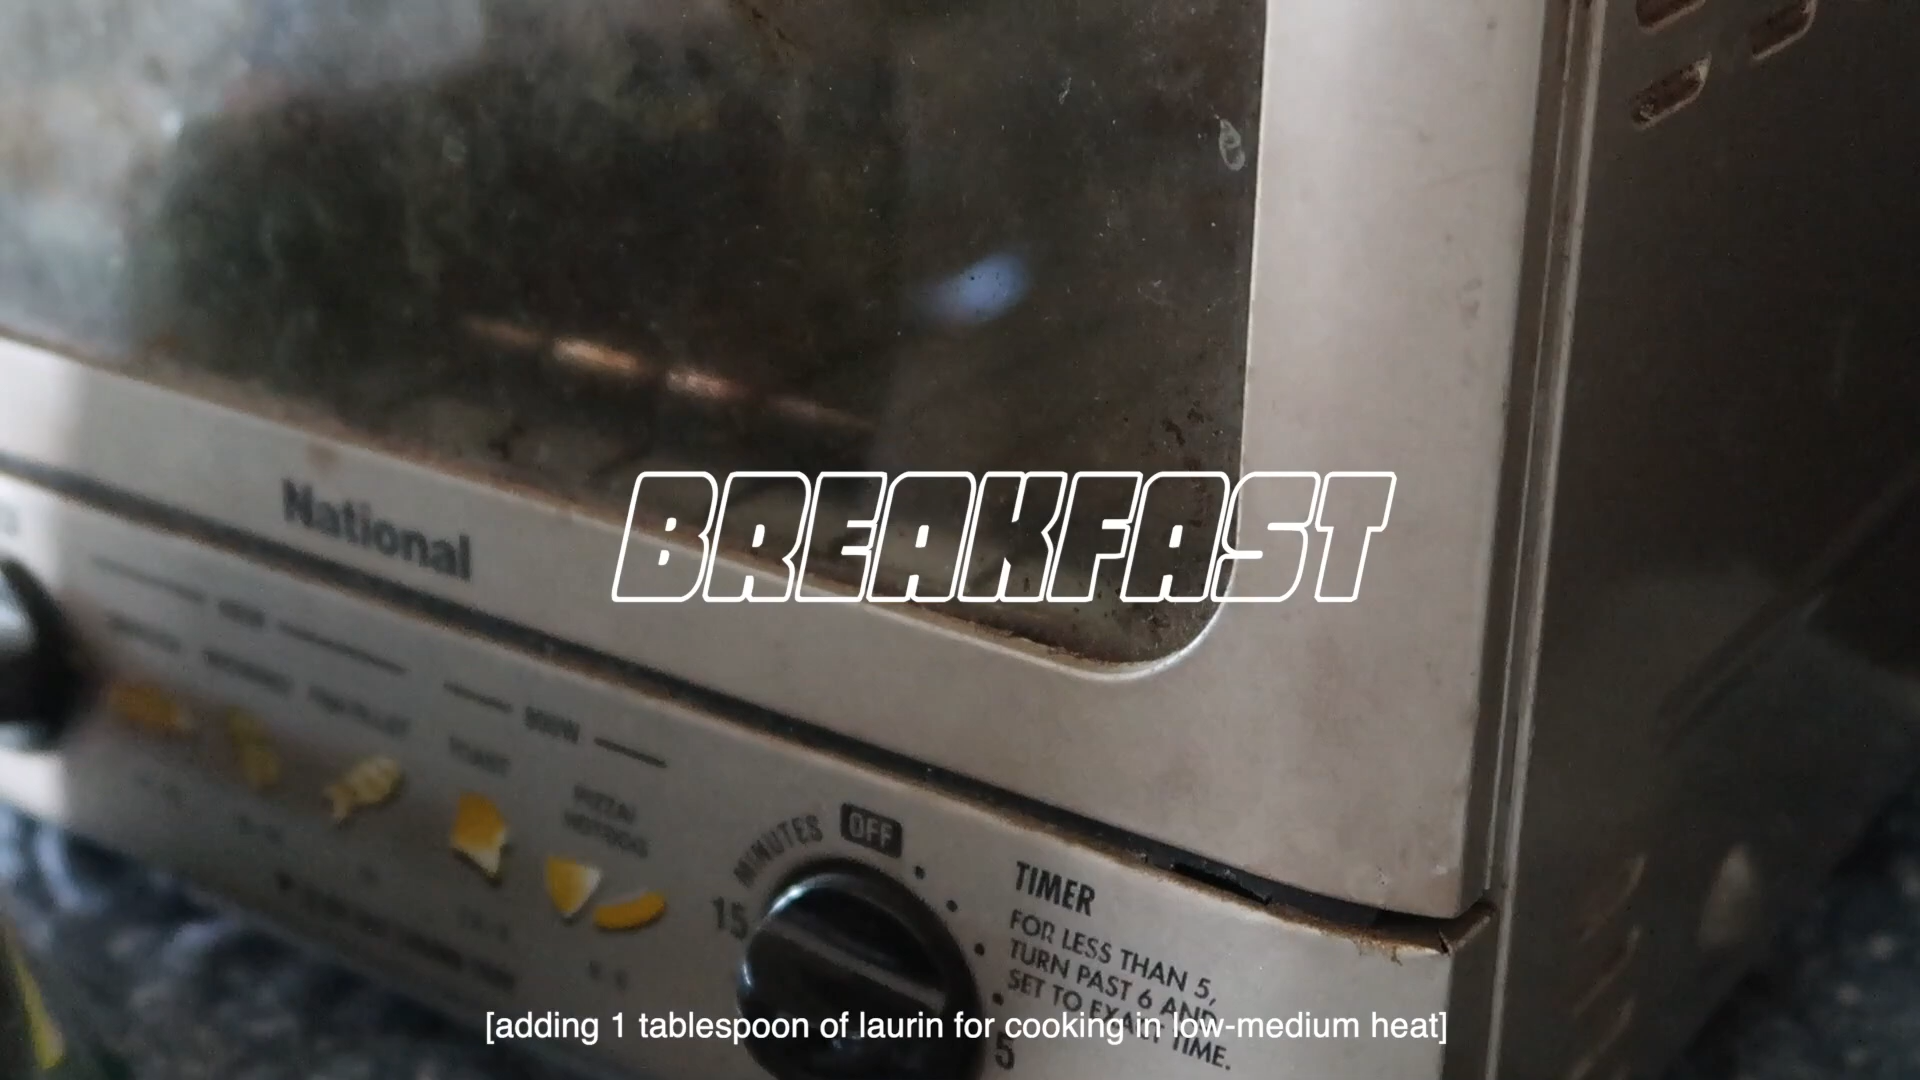 National
BREAKFAST
TOAST
PIZZA/
HOTDOG
MINUTES
OFF
15
5
TIMER
FOR LESS THAN 5,
TURN PAST 6 AND
SET TO EXACT TIME.
[adding 1 tablespoon of laurin for cooking in low-medium heat]